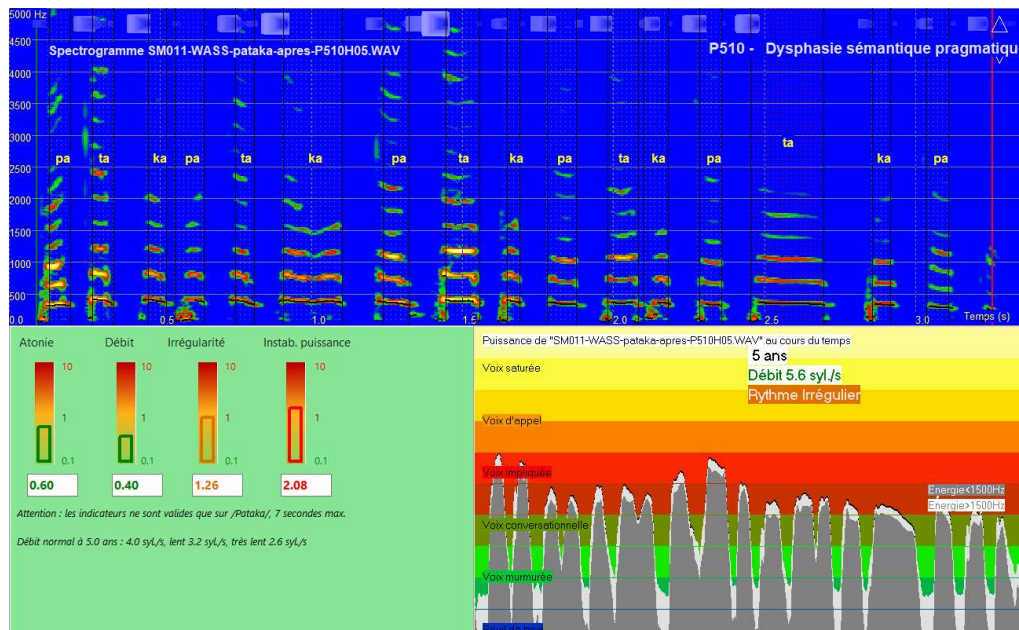 5000 Hz
Spectrogramme SM011-WASS-pataka-apres-P510H05.WAV
P510 - Dysphasie sémantique pragmatiqu
4000
3500
3000
2500
2000
1500
1000
500
0.0
pa ta ka pa ta ka pa ta ka pa ta ka pa ta ka pa
0.5 1.0 1.5 2.0 2.5 3.0 Temps (s)
Atonie Débit Irrégularité Instab. puissance
10 10 10 10
1 1 1 1
0.1 0.1 0.1 0.1
0.60 0.40 1.26 2.08
Attention : les indicateurs ne sont valides que sur /Pataka/, 7 secondes max.
Débit normal à 5.0 ans : 4.0 syl./s, lent 3.2 syl./s, très lent 2.6 syl./s
Puissance de "SM011-WASS-pataka-apres-P510H05.WAV" au cours du temps
5 ans
Voix saturée
Débit 5.6 syl./s
Rythme Irrégulier
Voix d'appel
Voix impliquée
Energie<1500Hz
Energie>1500Hz
Voix conversationnelle
Voix murmurée